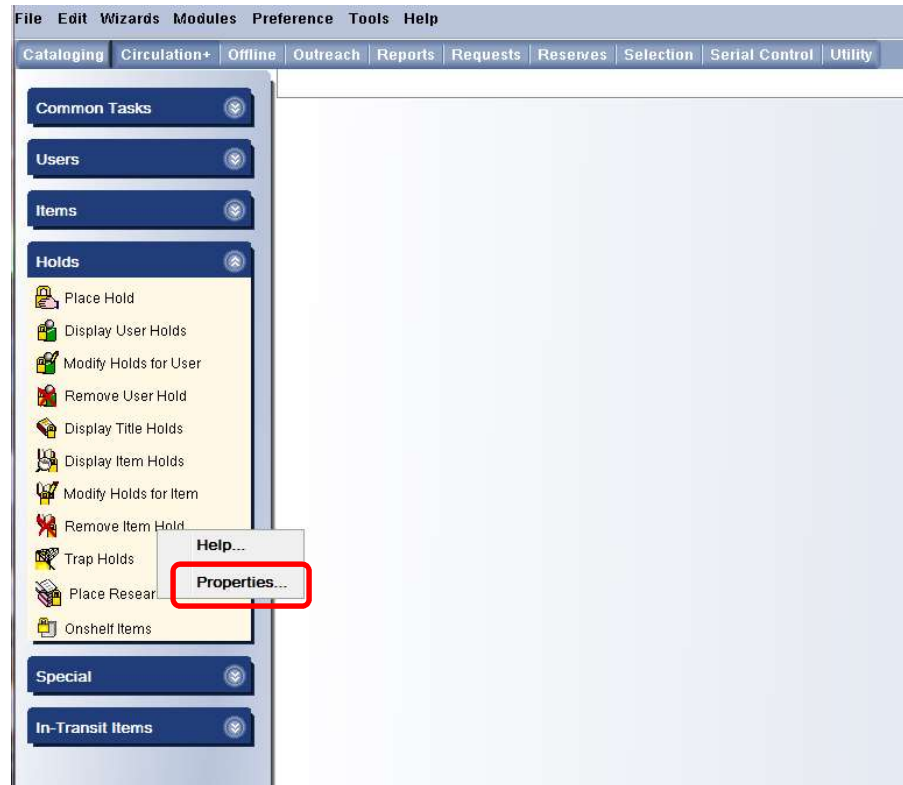 File Edit Wizards Modules Preference Tools Help
Cataloging Circulation+ Offline Outreach Reports Requests Reserves Selection Serial Control Utility
Common Tasks
Users
Items
Holds
Place Hold
Display User Holds
Modify Holds for User
Remove User Hold
Display Title Holds
Display Item Holds
Modify Holds for Item
Remove Item Hold
Help...
Trap Holds
Properties...
Place Resear
Onshelf Items
Special
In-Transit Items